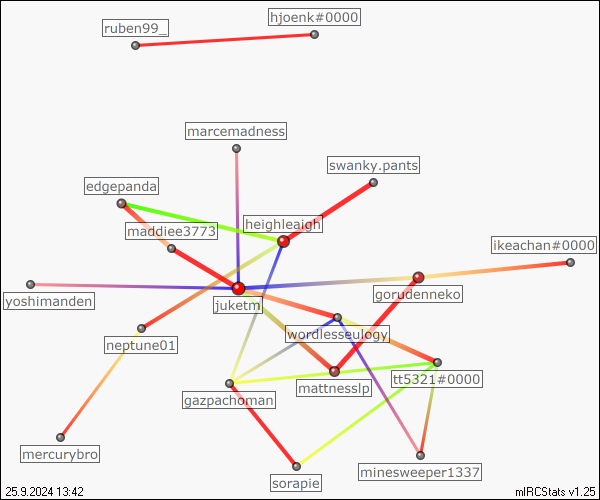 hjoenk#0000
ruben99_
marcemadness
swanky.pants
edgepanda
heighleaigh
maddiee3773
ikeachan#0000
gorudenneko
yoshimanden
juketm
wordlesseulogy
neptune01
tt5321#0000
mattnesslp
gazpachoman
mercurybro
minesweeper1337
sorapie
25.9.2024 13:42
mIRCStats v1.25